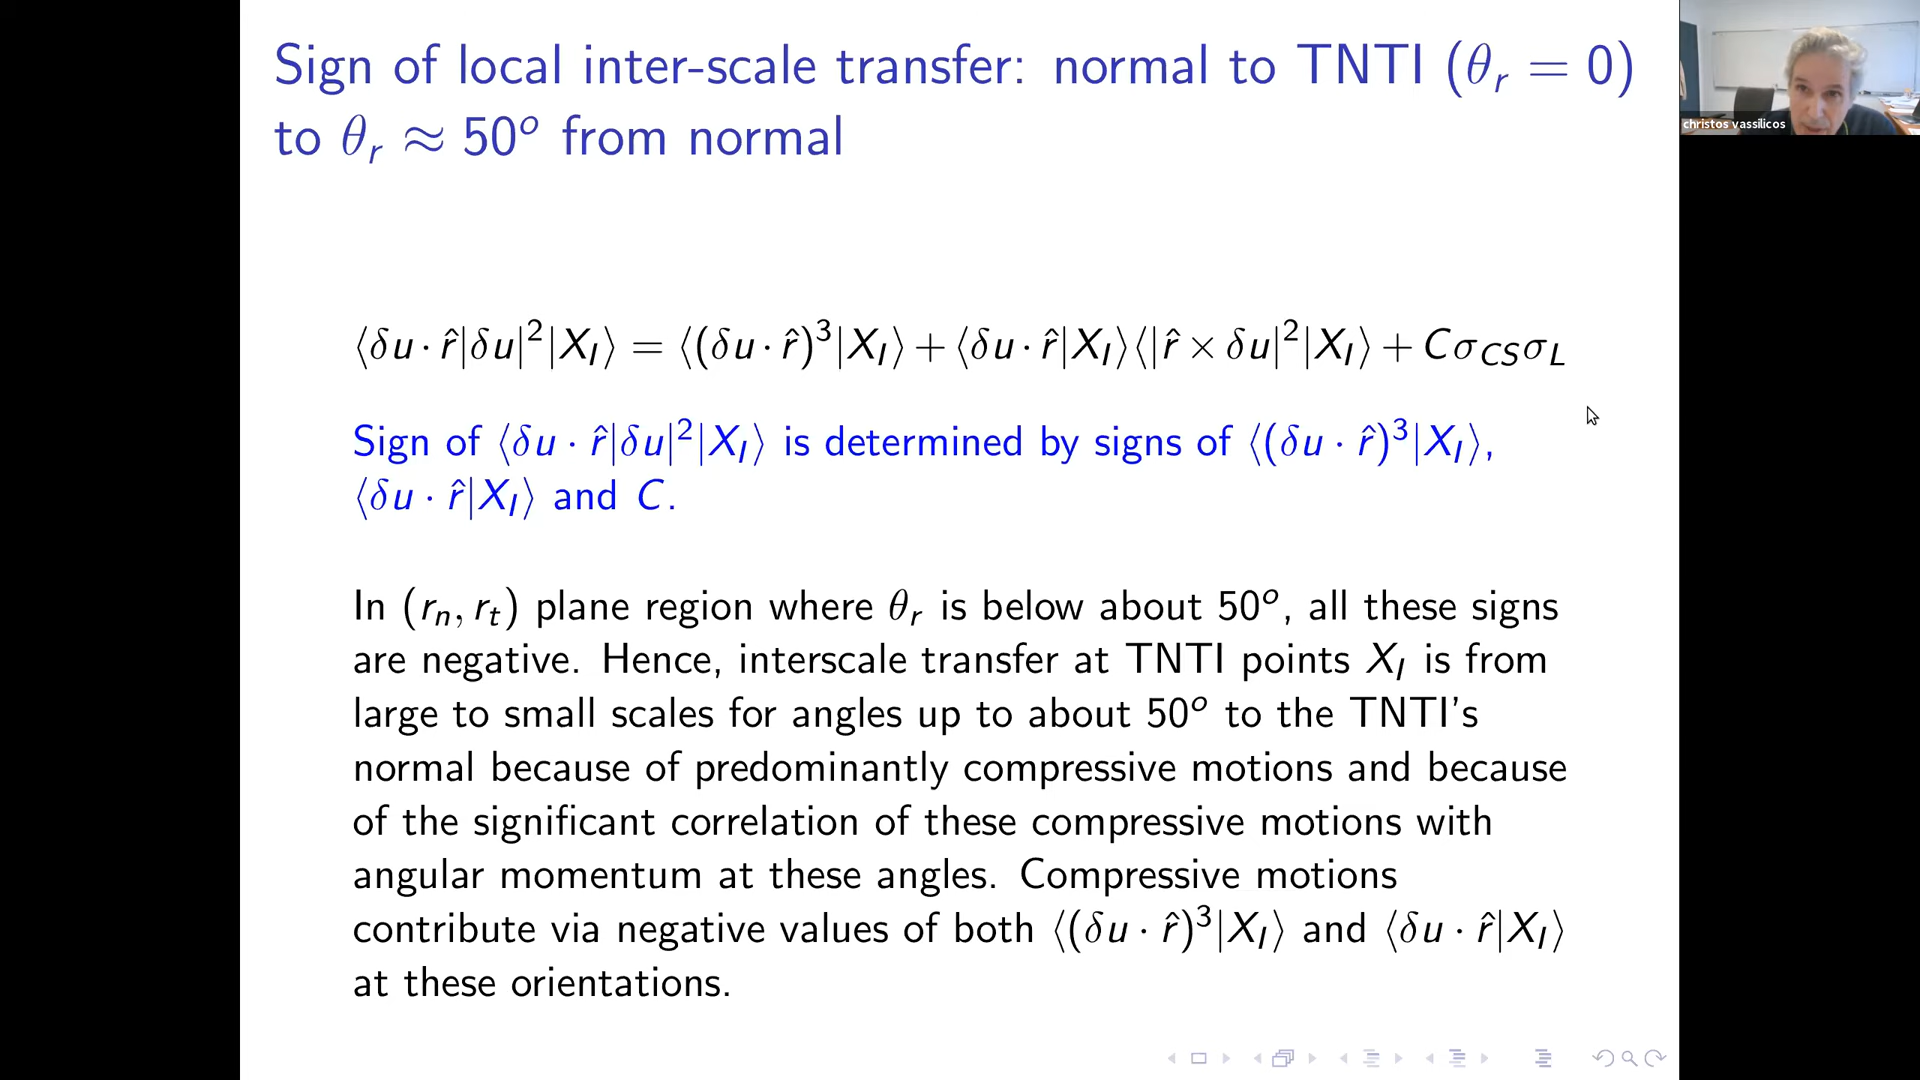 Sign of local inter-scale transfer: normal to TNTI (θ_r = 0)
to θ_r ≈ 50° from normal
christos vassilicos
⟨δu · r̂|δu|²|X_I⟩ = ⟨(δu · r̂)³|X_I⟩ + ⟨δu · r̂|X_I⟩⟨|r̂ × δu|²|X_I⟩ + Cσ_CSσ_L
Sign of ⟨δu · r̂|δu|²|X_I⟩ is determined by signs of ⟨(δu · r̂)³|X_I⟩,
⟨δu · r̂|X_I⟩ and C.
In (r_n, r_t) plane region where θ_r is below about 50°, all these signs
are negative. Hence, interscale transfer at TNTI points X_I is from
large to small scales for angles up to about 50° to the TNTI's
normal because of predominantly compressive motions and because
of the significant correlation of these compressive motions with
angular momentum at these angles. Compressive motions
contribute via negative values of both ⟨(δu · r̂)³|X_I⟩ and ⟨δu · r̂|X_I⟩
at these orientations.